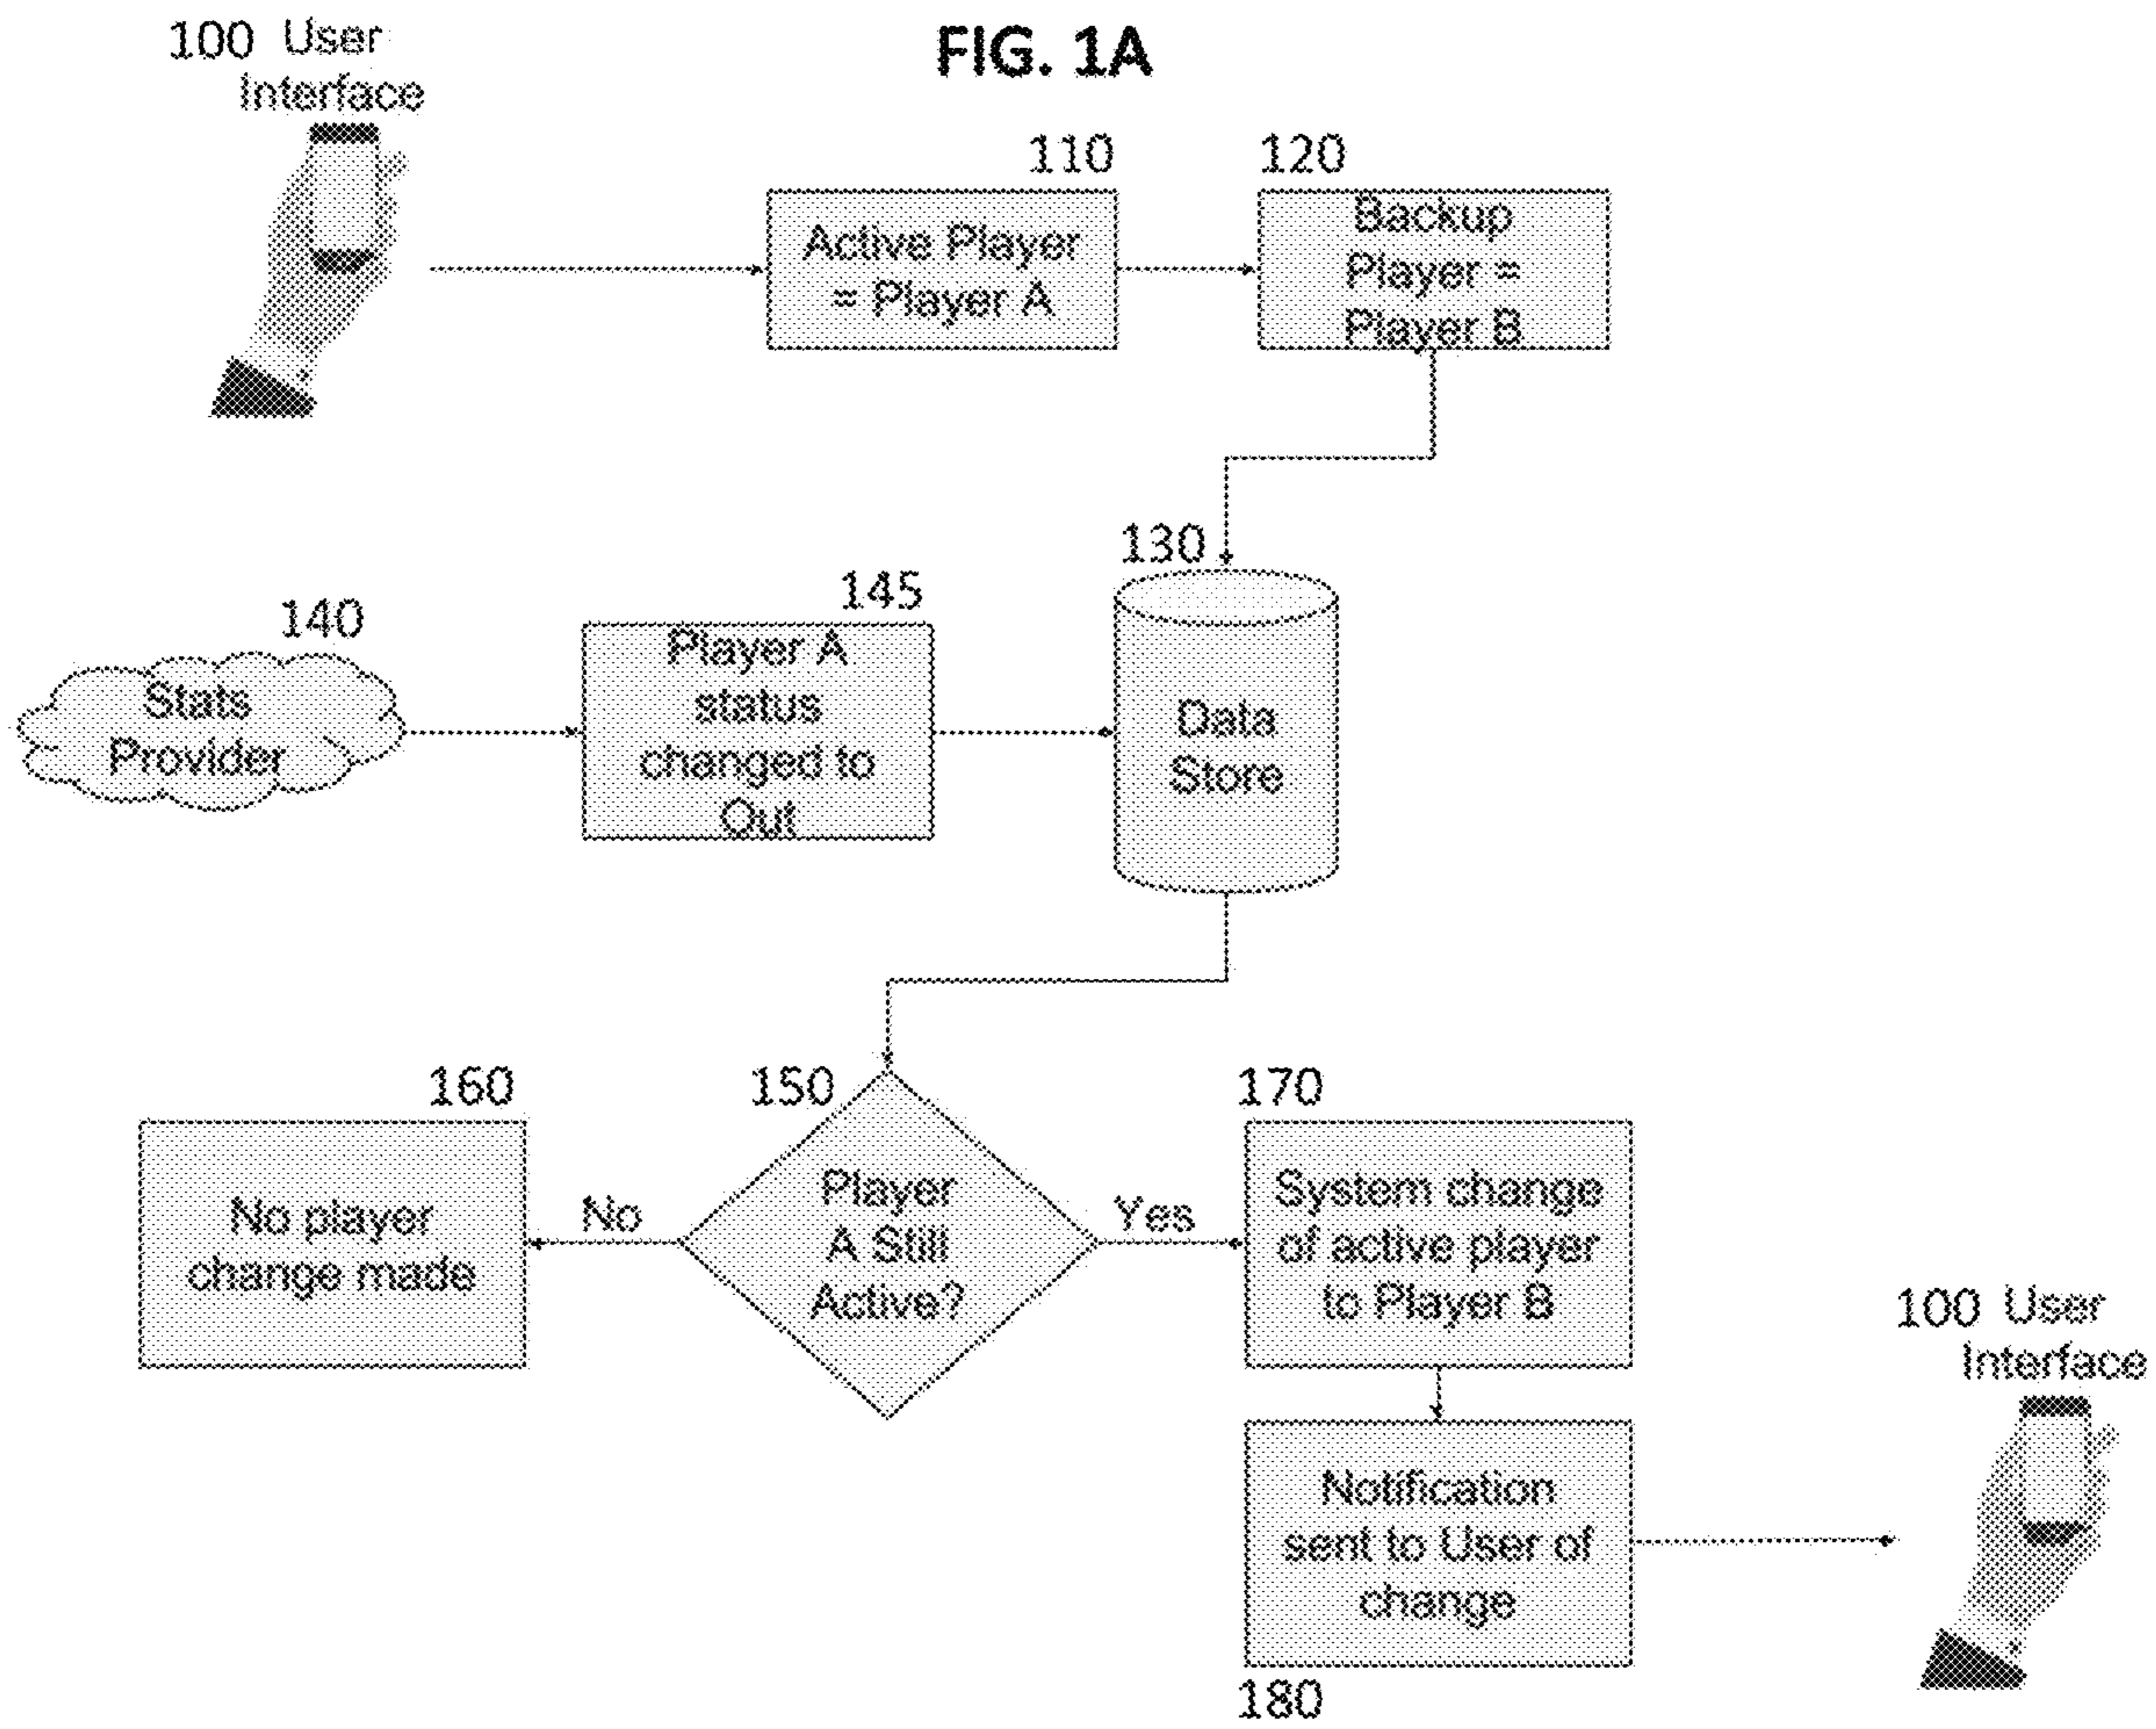 FIG. 1A
100 User
Interface
110
Active Player
= Player A
120
Backup
Player =
Player B
130
Data
Store
140
Stats
Provider
145
Player A
status
changed to
Out
150
Player
A Still
Active?
No
Yes
160
No player
change made
170
System change
of active player
to Player B
Notification
sent to User of
change
180
100 User
Interface